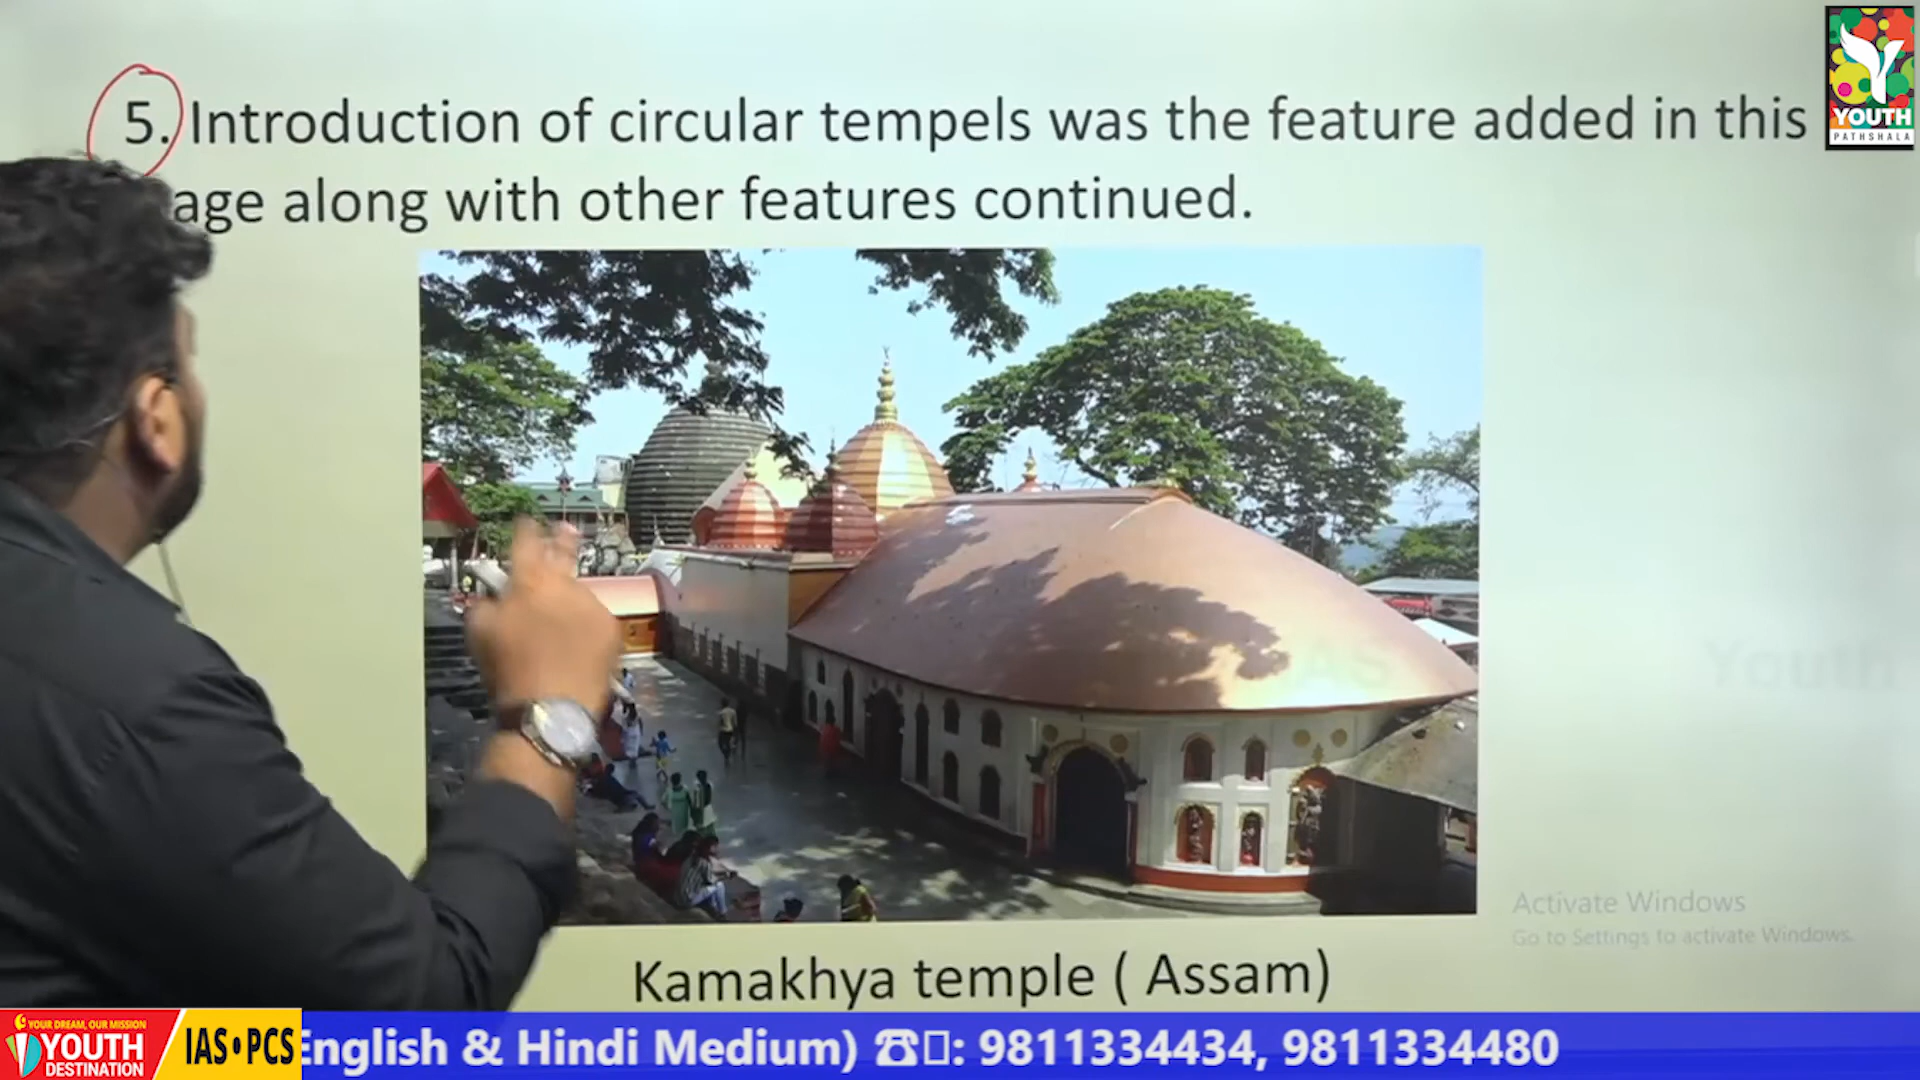 5. Introduction of circular tempels was the feature added in this
age along with other features continued.
YOUTH
PATHSHALA
IAS
Youth
Activate Windows
Go to Settings to activate Windows.
Kamakhya temple ( Assam)
YOUR DREAM, OUR MISSION
YOUTH
DESTINATION
IAS•PCS
English & Hindi Medium) ☎: 9811334434, 9811334480